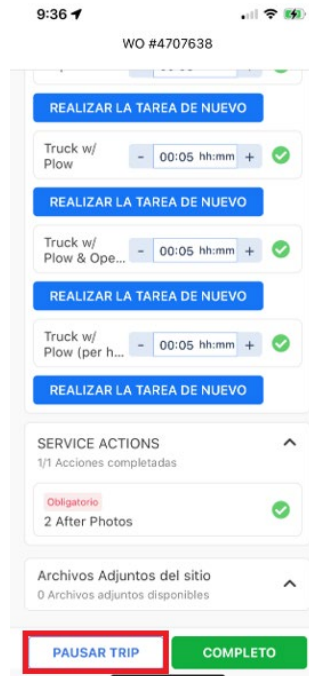 9:36
WO #4707638
REALIZAR LA TAREA DE NUEVO
Truck w/
Plow
- 00:05 hh:mm +
REALIZAR LA TAREA DE NUEVO
Truck w/
Plow & Ope...
- 00:05 hh:mm +
REALIZAR LA TAREA DE NUEVO
Truck w/
Plow (per h...
- 00:05 hh:mm +
REALIZAR LA TAREA DE NUEVO
SERVICE ACTIONS
1/1 Acciones completadas
Obligatorio
2 After Photos
Archivos Adjuntos del sitio
0 Archivos adjuntos disponibles
PAUSAR TRIP
COMPLETO